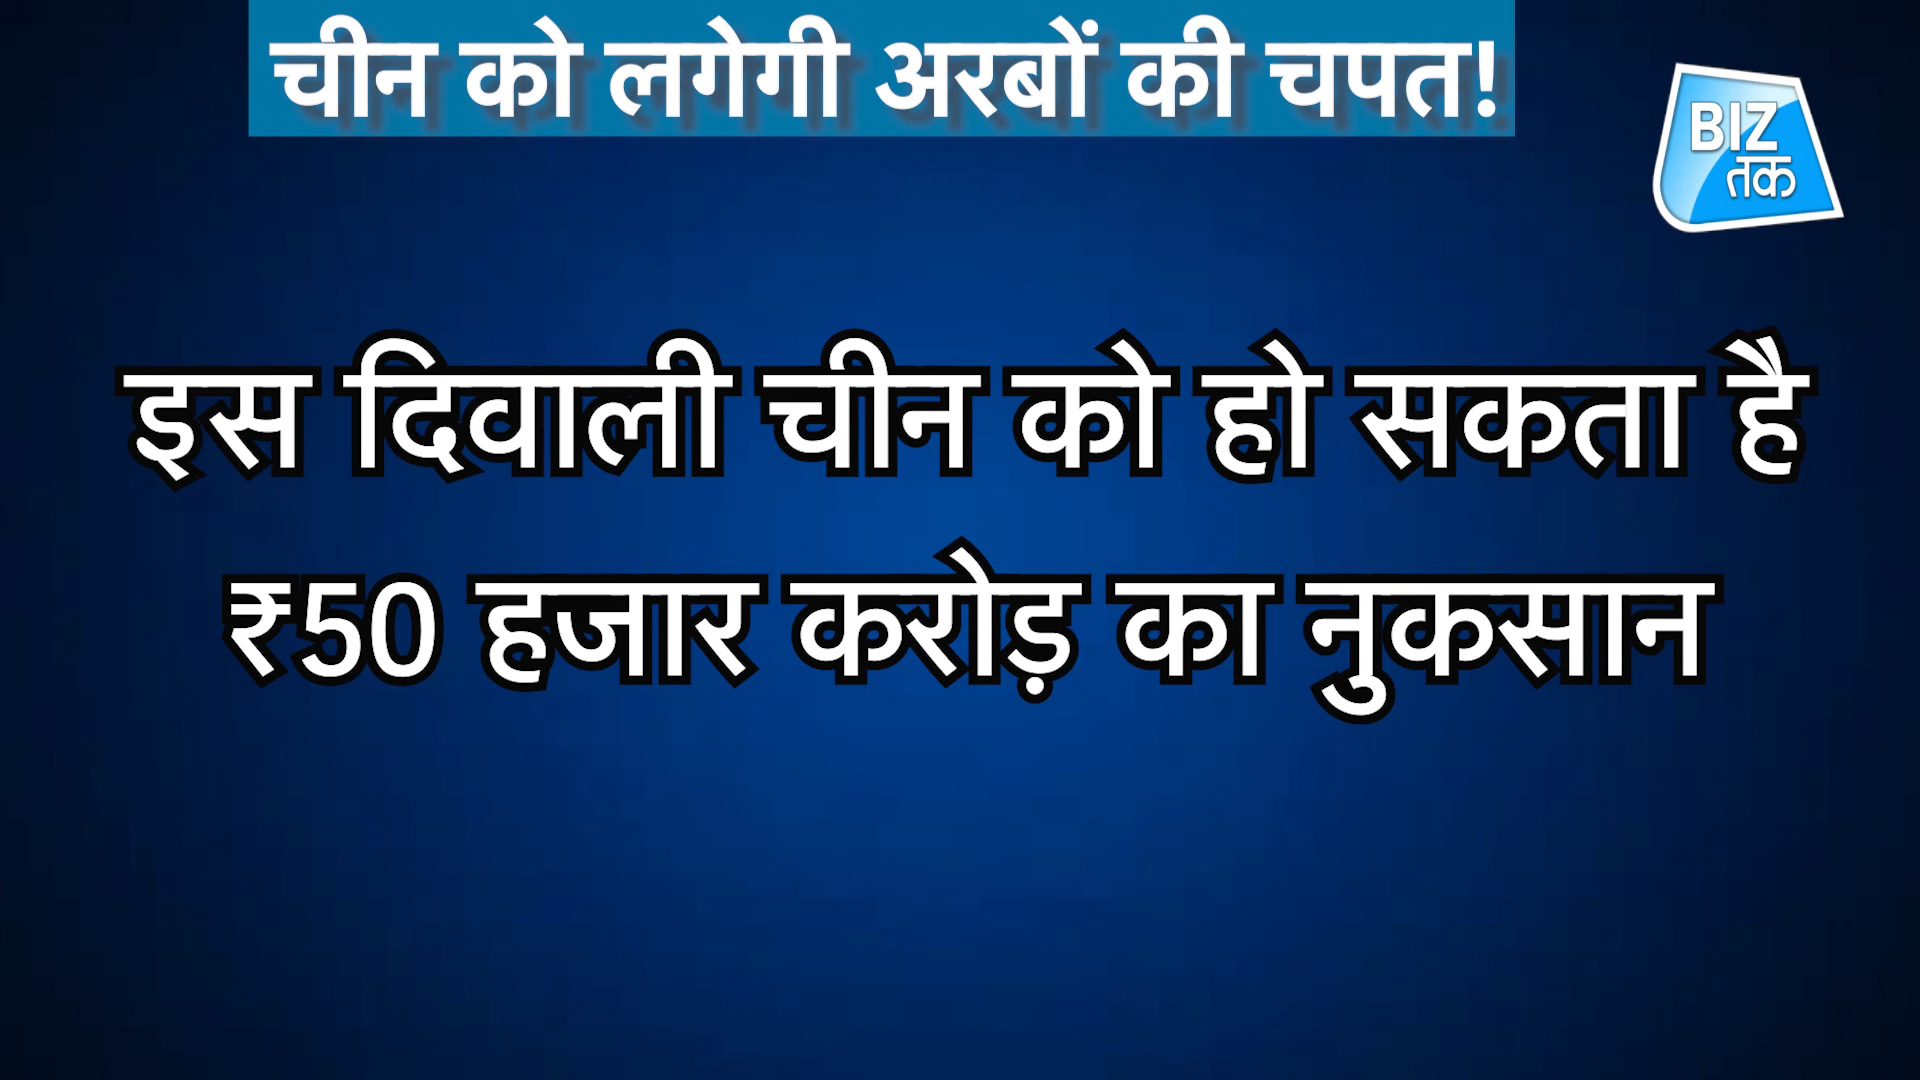 चीन को लगेगी अरबों की चपत!
BIZ
तक
इस दिवाली चीन को हो सकता है
₹50 हजार करोड़ का नुकसान